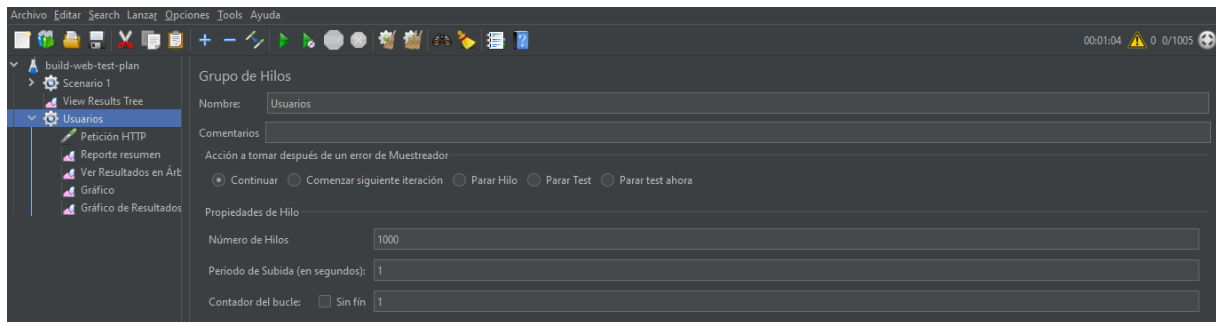 Archivo Editar Search Lanzar Opciones Tools Ayuda
00:01:04 0 0/1005
build-web-test-plan
Scenario 1
View Results Tree
Usuarios
Petición HTTP
Reporte resumen
Ver Resultados en Árb
Gráfico
Gráfico de Resultados
Grupo de Hilos
Nombre: Usuarios
Comentarios
Acción a tomar después de un error de Muestreador
Continuar Comenzar siguiente iteración Parar Hilo Parar Test Parar test ahora
Propiedades de Hilo
Número de Hilos 1000
Periodo de Subida (en segundos): 1
Contador del bucle: Sin fín 1